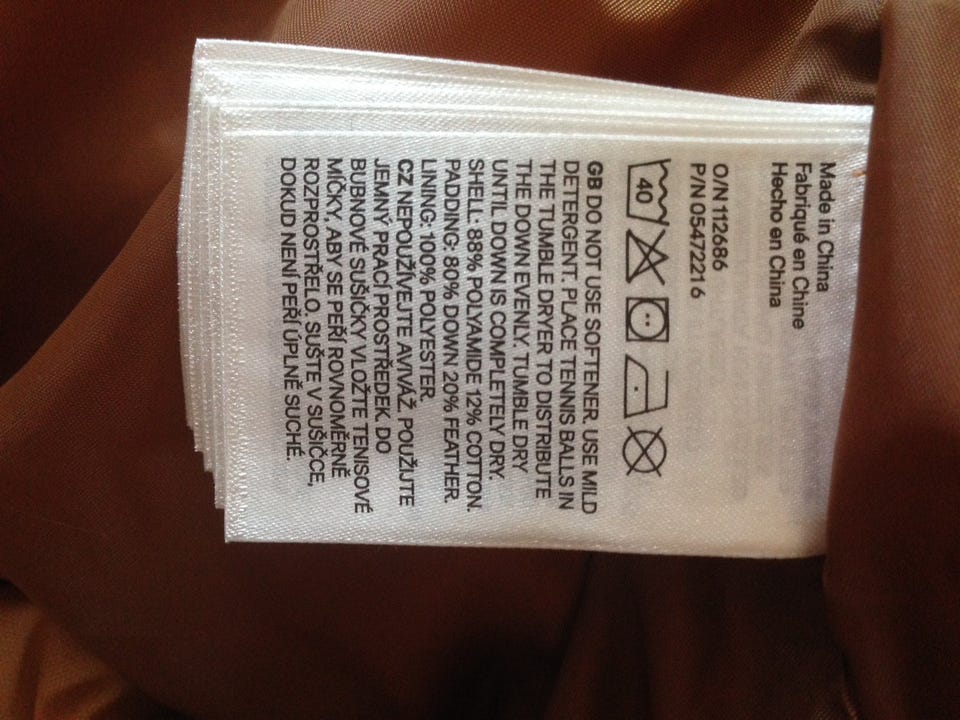 Made in China
Fabriqué en Chine
Hecho en China
O/N 112686
P/N 05472216
40
GB DO NOT USE SOFTENER. USE MILD
DETERGENT. PLACE TENNIS BALLS IN
THE TUMBLE DRYER TO DISTRIBUTE
THE DOWN EVENLY. TUMBLE DRY
UNTIL DOWN IS COMPLETELY DRY.
SHELL: 88% POLYAMIDE 12% COTTON.
PADDING: 80% DOWN 20% FEATHER.
LINING: 100% POLYESTER.
CZ NEPOUŽÍVEJTE AVIVÁŽ. POUŽIJTE
JEMNÝ PRACÍ PROSTŘEDEK. DO
BUBNOVÉ SUŠIČKY VLOŽTE TENISOVÉ
MÍČKY, ABY SE PEŘÍ ROVNOMĚRNĚ
ROZPROSTŘELO. SUŠTE V SUŠIČCE,
DOKUD NENÍ PEŘÍ ÚPLNĚ SUCHÉ.